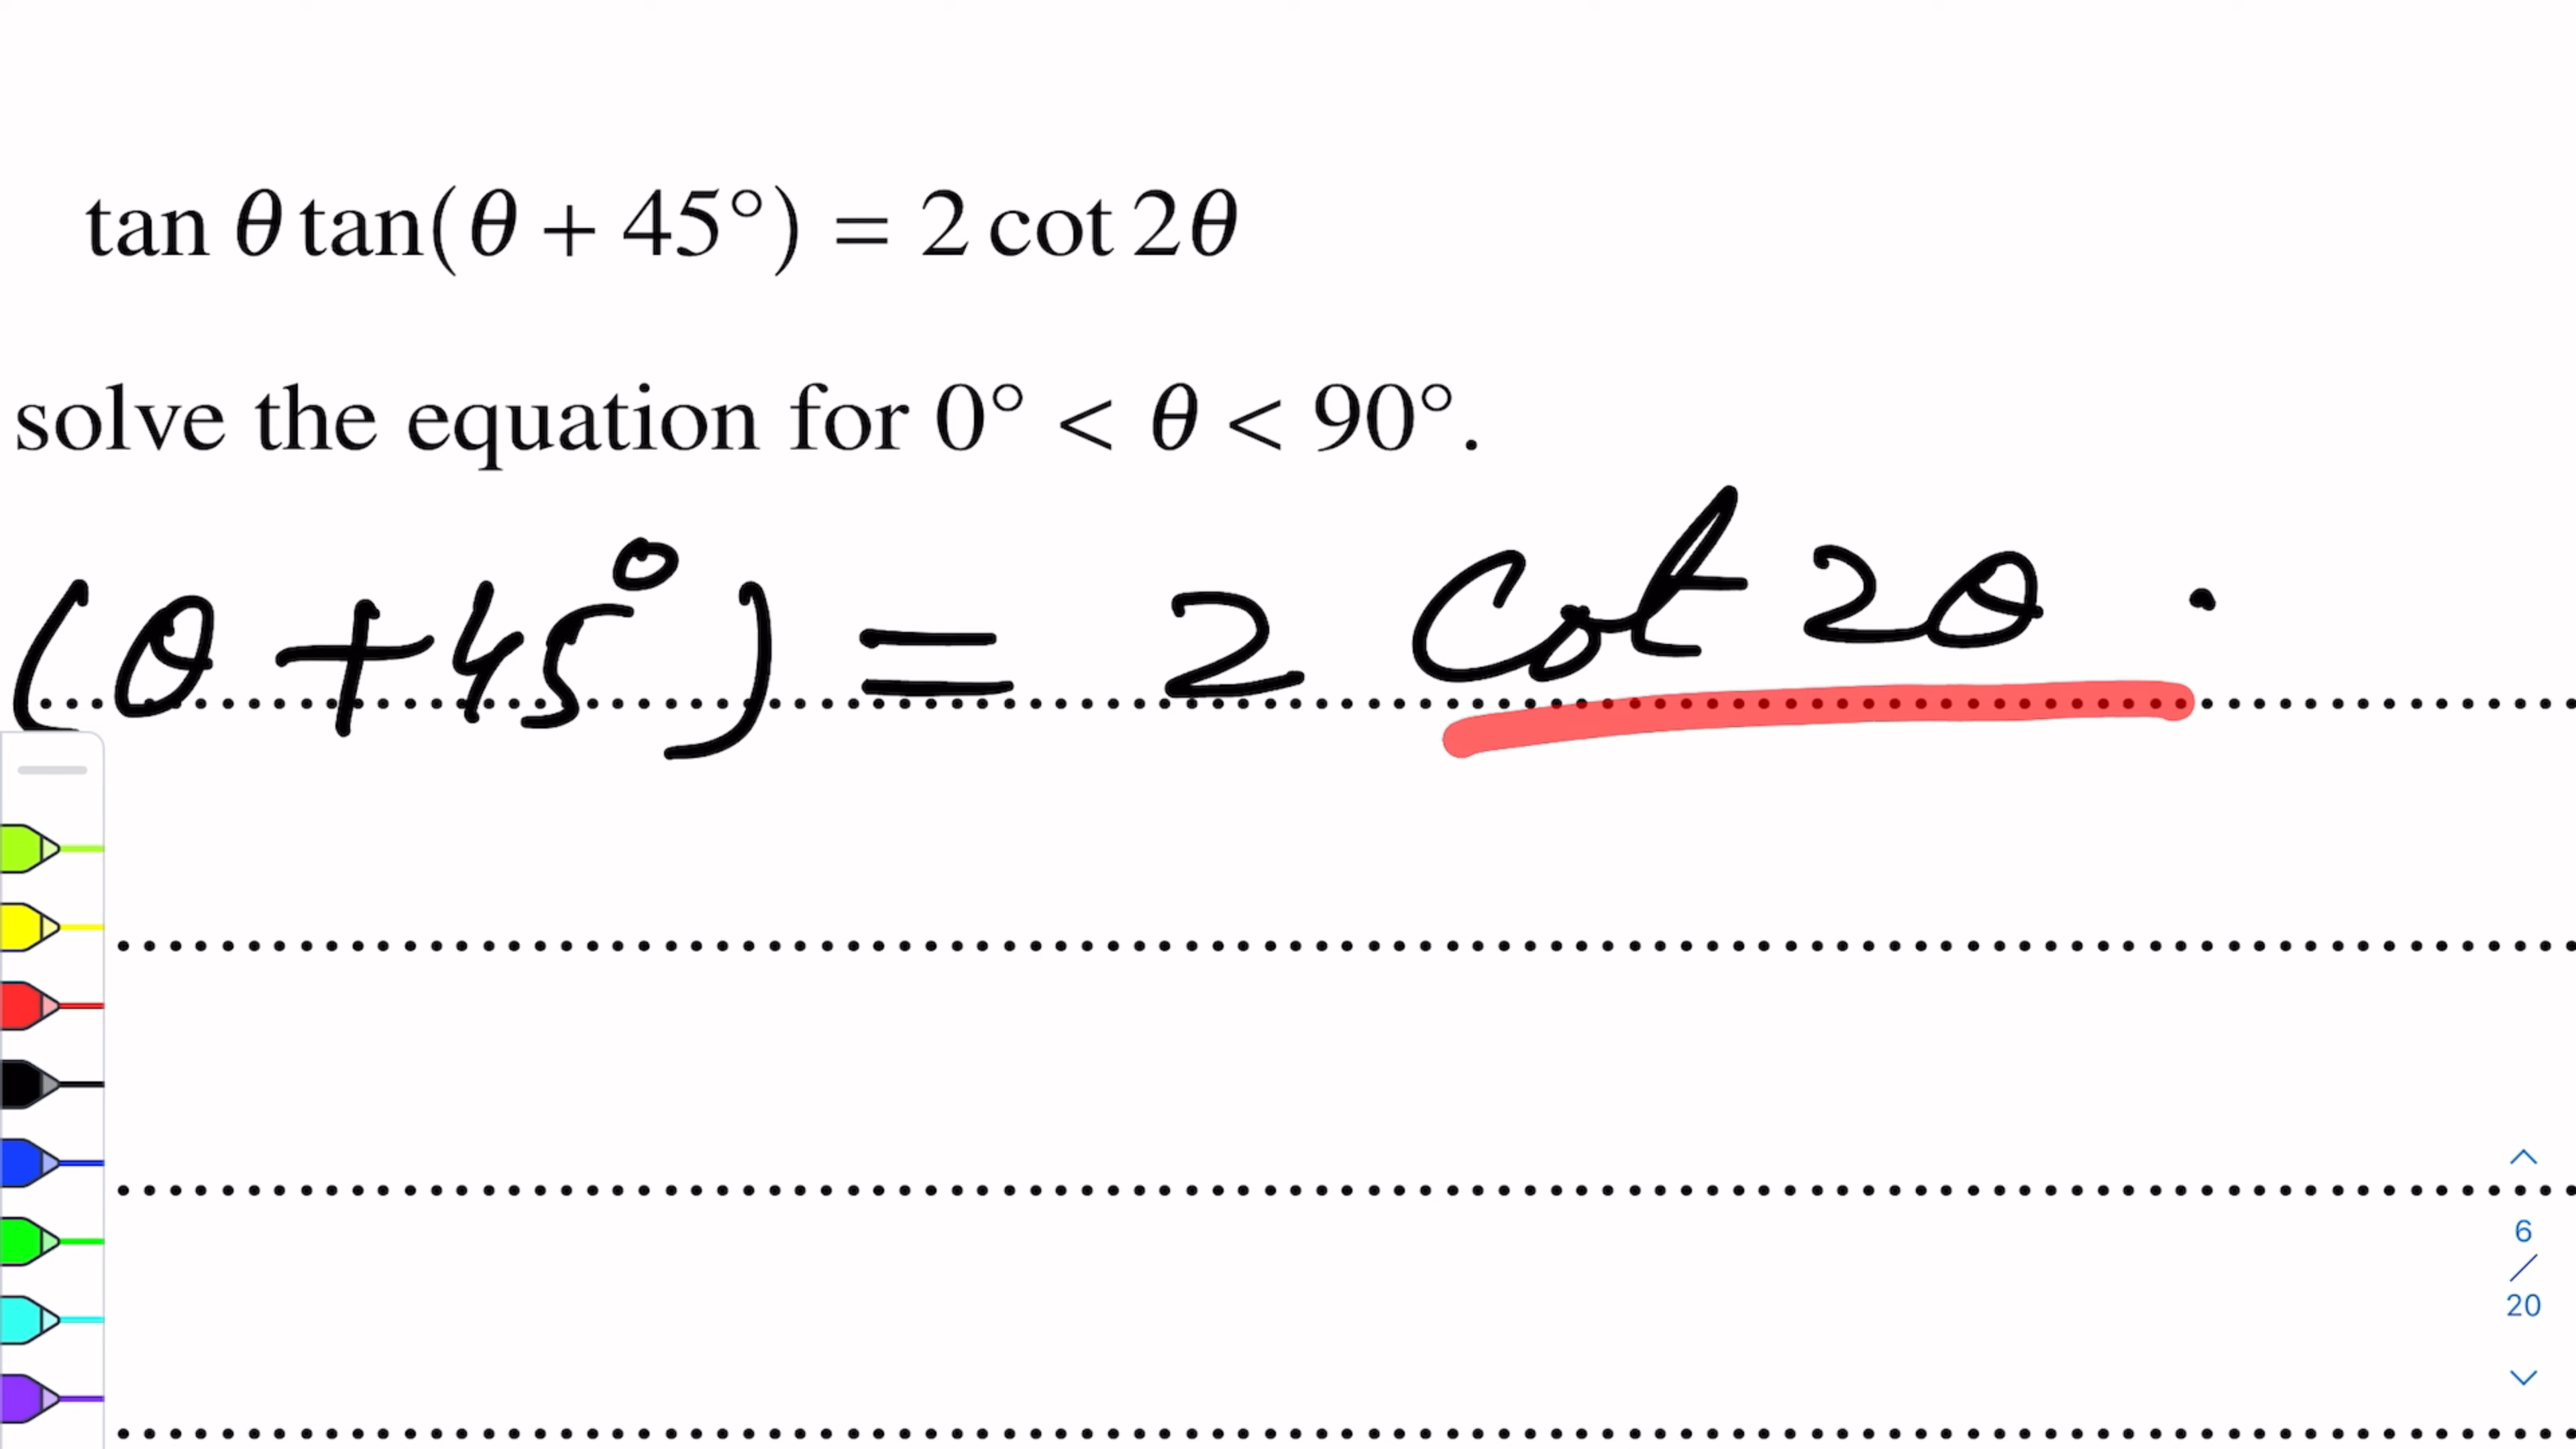 tan θ tan(θ + 45°) = 2 cot 2θ
solve the equation for 0° < θ < 90°.
(θ + 45°) = 2 cot 2θ .
6
/
20